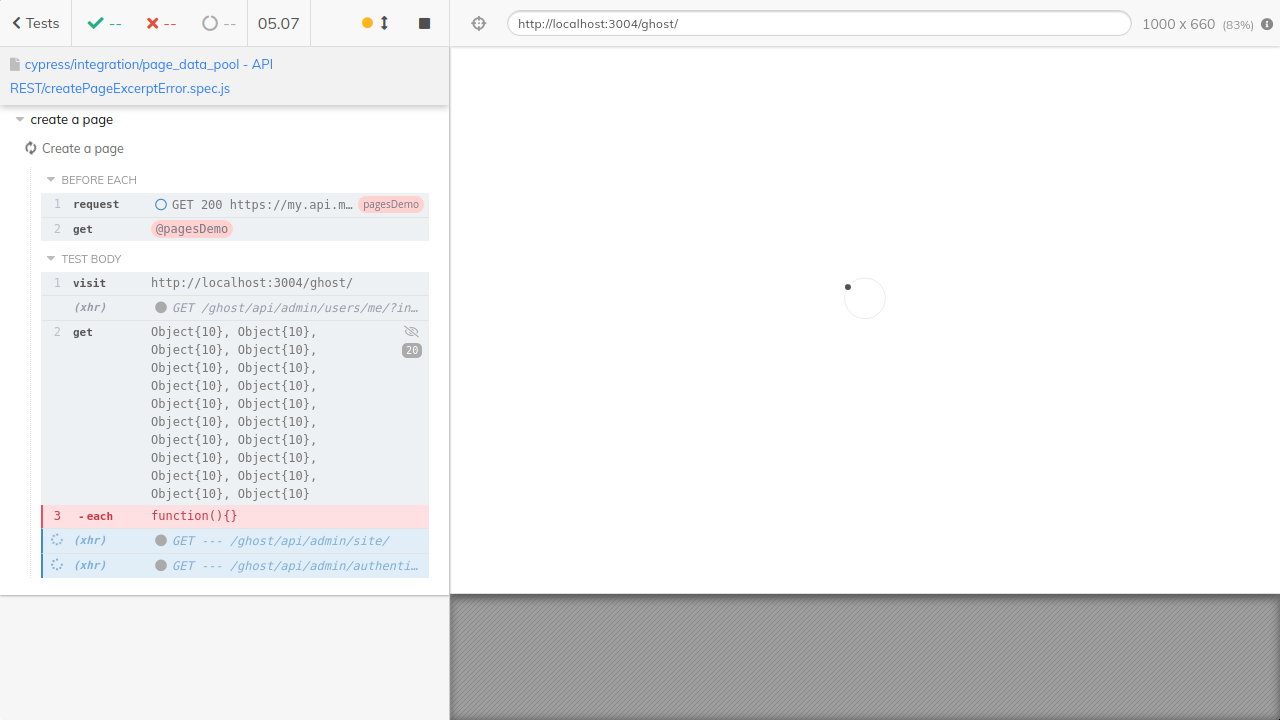 Tests
--
--
--
05.07
http://localhost:3004/ghost/
1000 x 660 (83%)
cypress/integration/page_data_pool - API
REST/createPageExcerptError.spec.js
create a page
Create a page
BEFORE EACH
1 request GET 200 https://my.api.m… pagesDemo
2 get @pagesDemo
TEST BODY
1 visit http://localhost:3004/ghost/
(xhr) GET /ghost/api/admin/users/me/?in…
2 get Object{10}, Object{10},
Object{10}, Object{10}, 20
Object{10}, Object{10},
Object{10}, Object{10},
Object{10}, Object{10},
Object{10}, Object{10},
Object{10}, Object{10},
Object{10}, Object{10},
Object{10}, Object{10},
Object{10}, Object{10}
3 - each function(){}
(xhr) GET --- /ghost/api/admin/site/
(xhr) GET --- /ghost/api/admin/authenti…